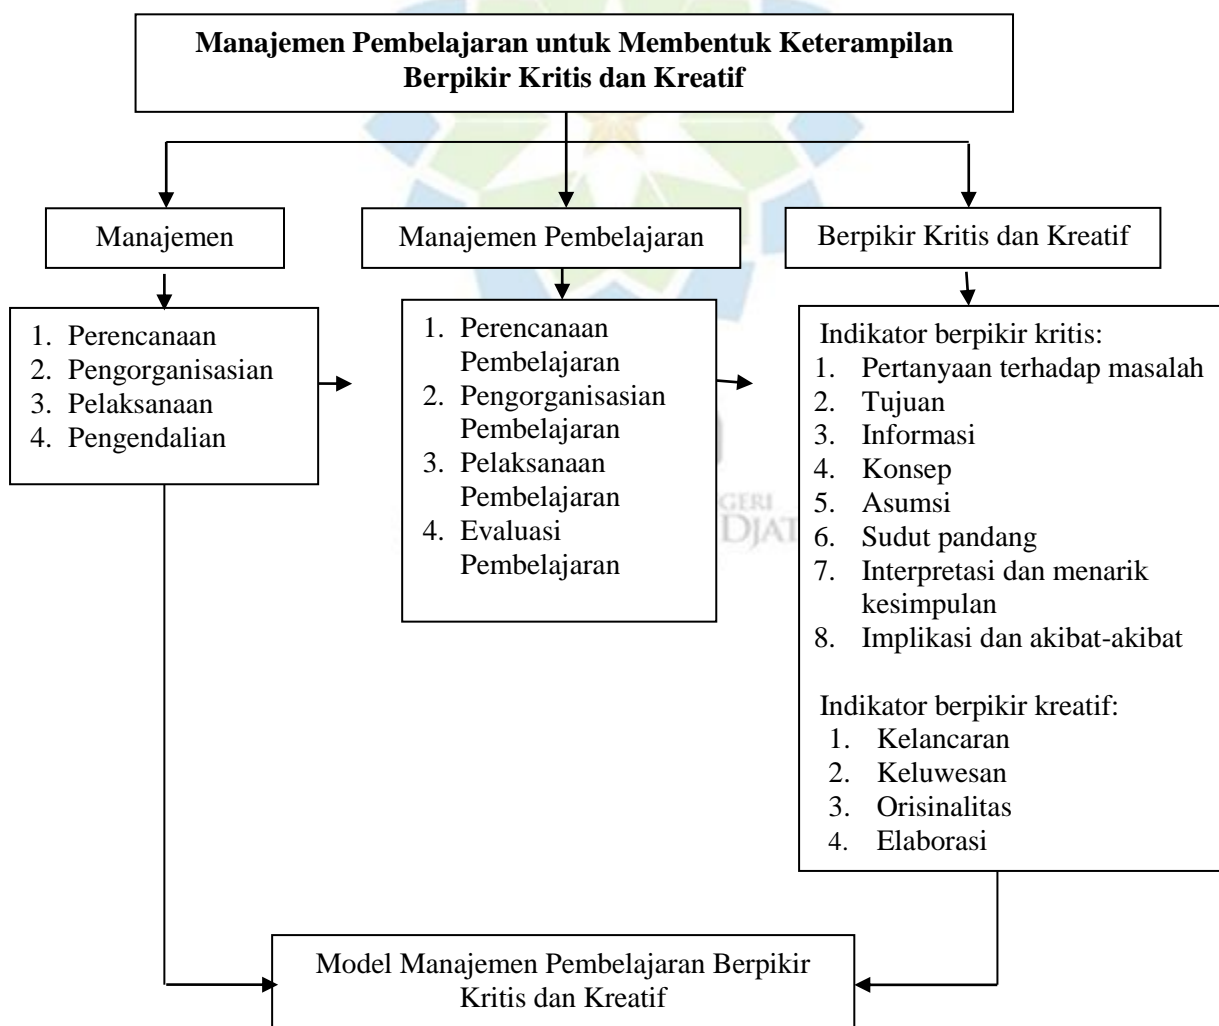 Manajemen Pembelajaran untuk Membentuk Keterampilan
Berpikir Kritis dan Kreatif
Manajemen
Manajemen Pembelajaran
Berpikir Kritis dan Kreatif
1. Perencanaan
2. Pengorganisasian
3. Pelaksanaan
4. Pengendalian
1. Perencanaan
Pembelajaran
2. Pengorganisasian
Pembelajaran
3. Pelaksanaan
Pembelajaran
4. Evaluasi
Pembelajaran
GERI
DJAT
Indikator berpikir kritis:
1. Pertanyaan terhadap masalah
2. Tujuan
3. Informasi
4. Konsep
5. Asumsi
6. Sudut pandang
7. Interpretasi dan menarik
kesimpulan
8. Implikasi dan akibat-akibat
Indikator berpikir kreatif:
1. Kelancaran
2. Keluwesan
3. Orisinalitas
4. Elaborasi
Model Manajemen Pembelajaran Berpikir
Kritis dan Kreatif